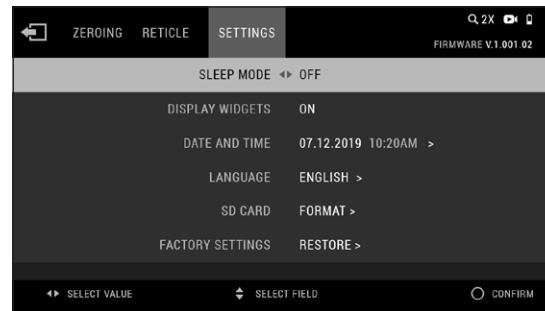 ZEROING RETICLE SETTINGS 2X
FIRMWARE V.1.001.02
SLEEP MODE OFF
DISPLAY WIDGETS ON
DATE AND TIME 07.12.2019 10:20AM >
LANGUAGE ENGLISH >
SD CARD FORMAT >
FACTORY SETTINGS RESTORE >
SELECT VALUE SELECT FIELD CONFIRM